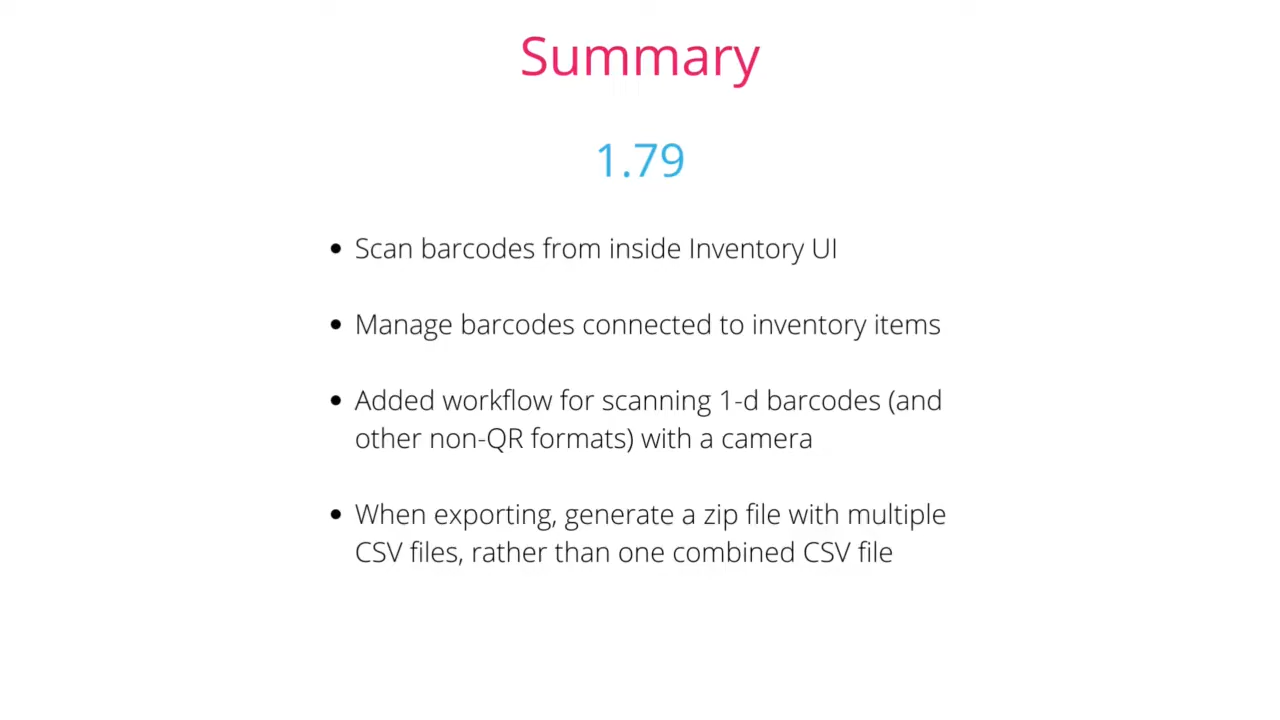 Summary
1.79
• Scan barcodes from inside Inventory UI
• Manage barcodes connected to inventory items
• Added workflow for scanning 1-d barcodes (and
other non-QR formats) with a camera
• When exporting, generate a zip file with multiple
CSV files, rather than one combined CSV file